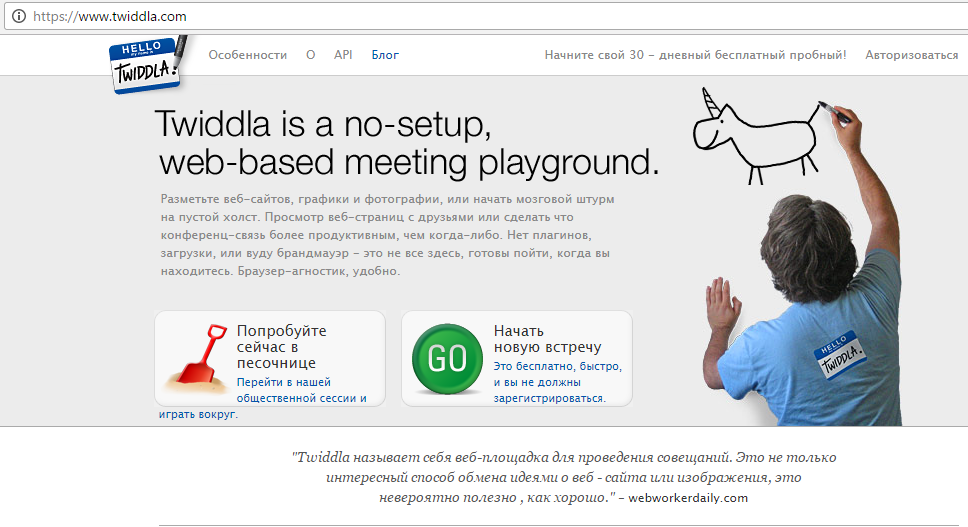 https://www.twiddla.com
HELLO
my name is
TWIDDLA!
Особенности О API Блог Начните свой 30 - дневный бесплатный пробный! Авторизоваться
Twiddla is a no-setup,
web-based meeting playground.
Разметьте веб-сайтов, графики и фотографии, или начать мозговой штурм
на пустой холст. Просмотр веб-страниц с друзьями или сделать что
конференц-связь более продуктивным, чем когда-либо. Нет плагинов,
загрузки, или вуду брандмауэр - это не все здесь, готовы пойти, когда вы
находитесь. Браузер-агностик, удобно.
Попробуйте
сейчас в
песочнице
Перейти в нашей
общественной сессии и
играть вокруг.
GO
Начать
новую встречу
Это бесплатно, быстро,
и вы не должны
зарегистрироваться.
HELLO
TWIDDLA!
"Twiddla называет себя веб-площадка для проведения совещаний. Это не только
интересный способ обмена идеями о веб - сайта или изображения, это
невероятно полезно , как хорошо." - webworkerdaily.com